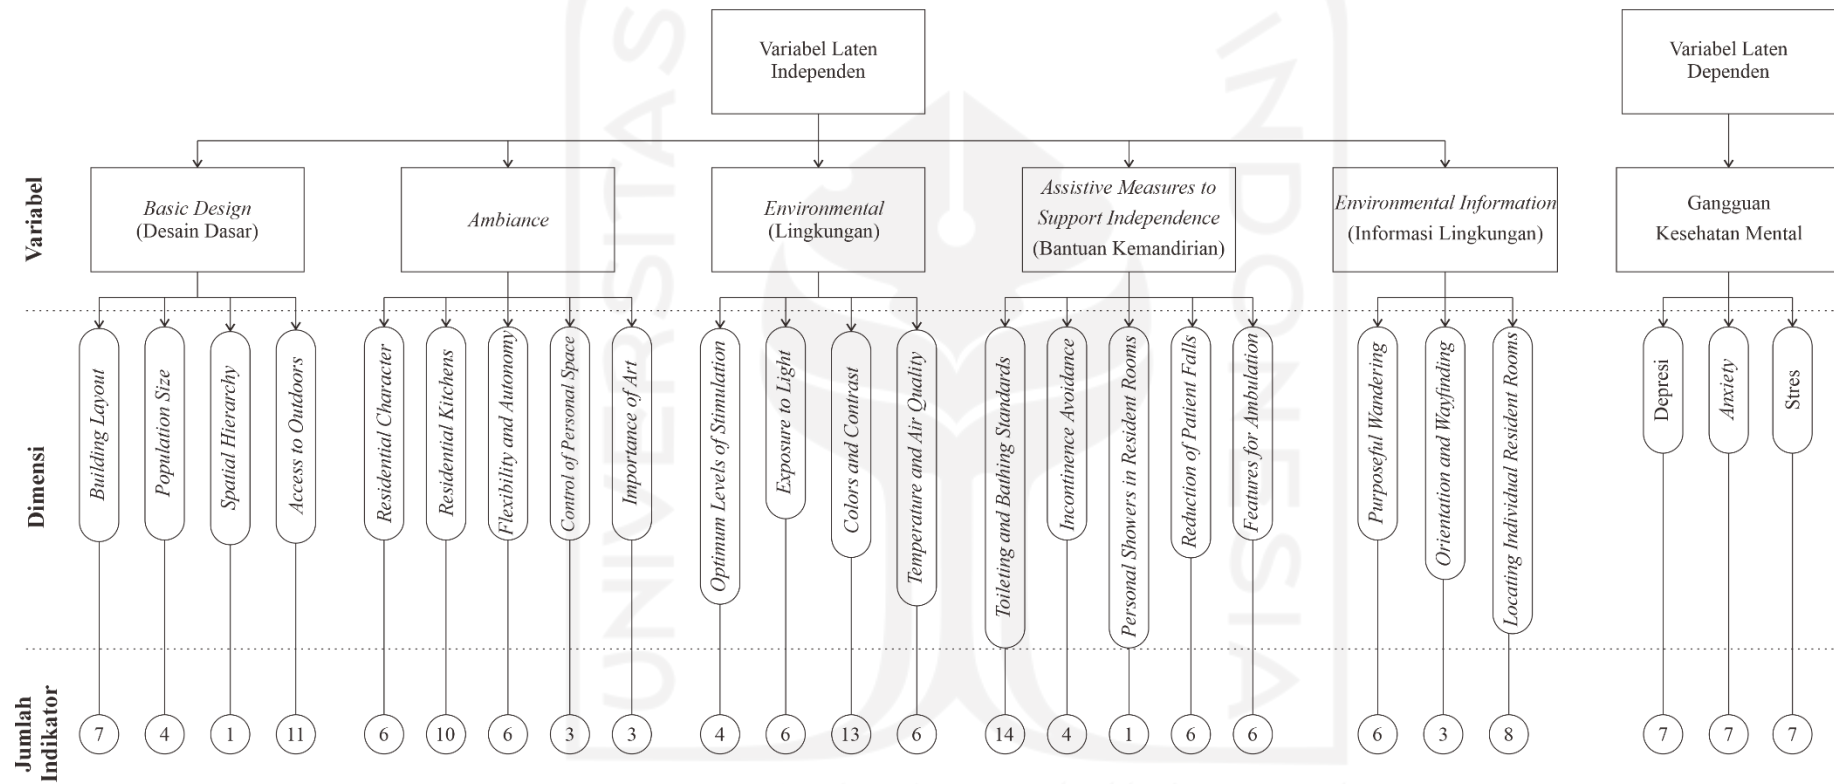 Variabel Laten
Independen
Variabel Laten
Dependen
Variabel
Basic Design
(Desain Dasar)
Ambiance
Environmental
(Lingkungan)
Assistive Measures to
Support Independence
(Bantuan Kemandirian)
Environmental Information
(Informasi Lingkungan)
Gangguan
Kesehatan Mental
Dimensi
Building Layout
Population Size
Spatial Hierarchy
Access to Outdoors
Residential Character
Residential Kitchens
Flexibility and Autonomy
Control of Personal Space
Importance of Art
Optimum Levels of Stimulation
Exposure to Light
Colors and Contrast
Temperature and Air Quality
Toileting and Bathing Standards
Incontinence Avoidance
Personal Showers in Resident Rooms
Reduction of Patient Falls
Features for Ambulation
Purposeful Wandering
Orientation and Wayfinding
Locating Individual Resident Rooms
Depresi
Anxiety
Stres
Jumlah
Indikator
7
4
1
11
6
10
6
3
3
4
6
13
6
14
4
1
6
6
6
3
8
7
7
7
UNIVERSITAS
INDONESIA